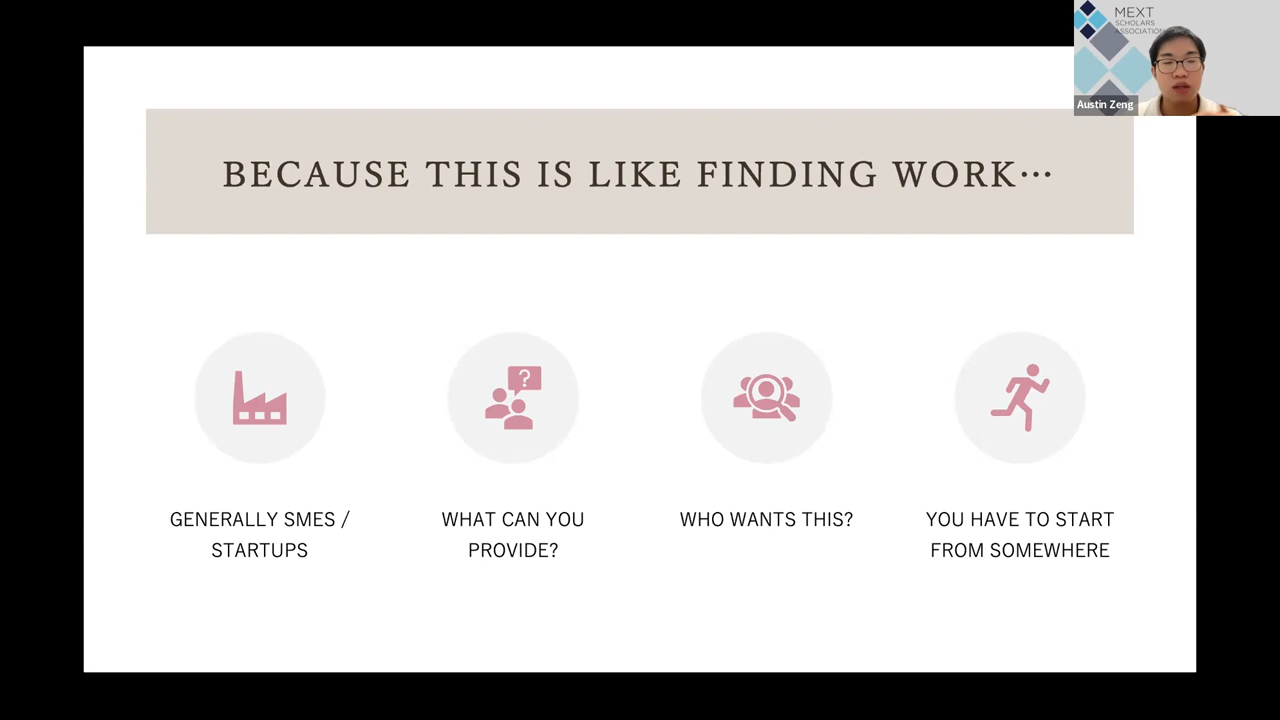 MEXT
SCHOLARS
ASSOCIATION
Austin Zeng
BECAUSE THIS IS LIKE FINDING WORK···
?
GENERALLY SMES /
STARTUPS
WHAT CAN YOU
PROVIDE?
WHO WANTS THIS?
YOU HAVE TO START
FROM SOMEWHERE